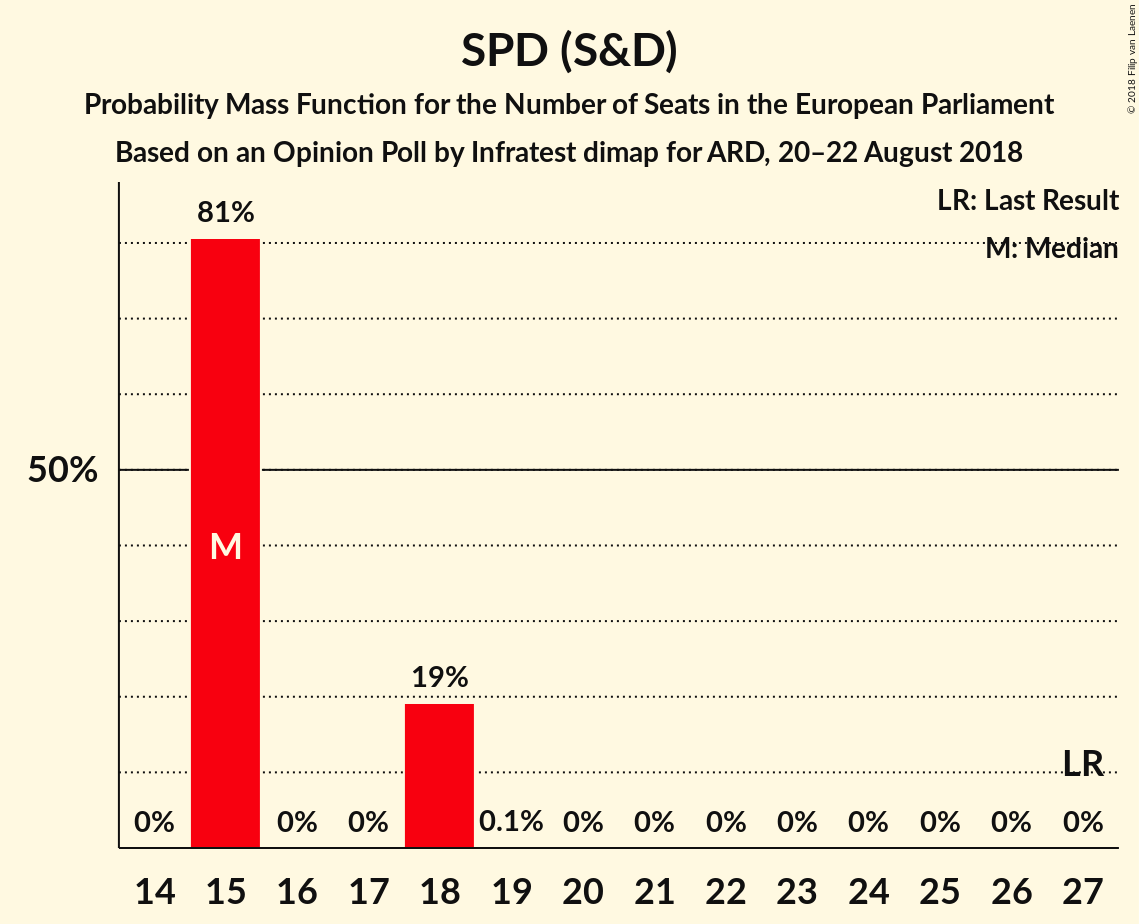 SPD (S&D)
Probability Mass Function for the Number of Seats in the European Parliament
Based on an Opinion Poll by Infratest dimap for ARD, 20–22 August 2018
© 2018 Filip van Laenen
LR: Last Result
M: Median
81%
50%
M
19%
LR
0% 0% 0% 0.1% 0% 0% 0% 0% 0% 0% 0% 0%
14 15 16 17 18 19 20 21 22 23 24 25 26 27